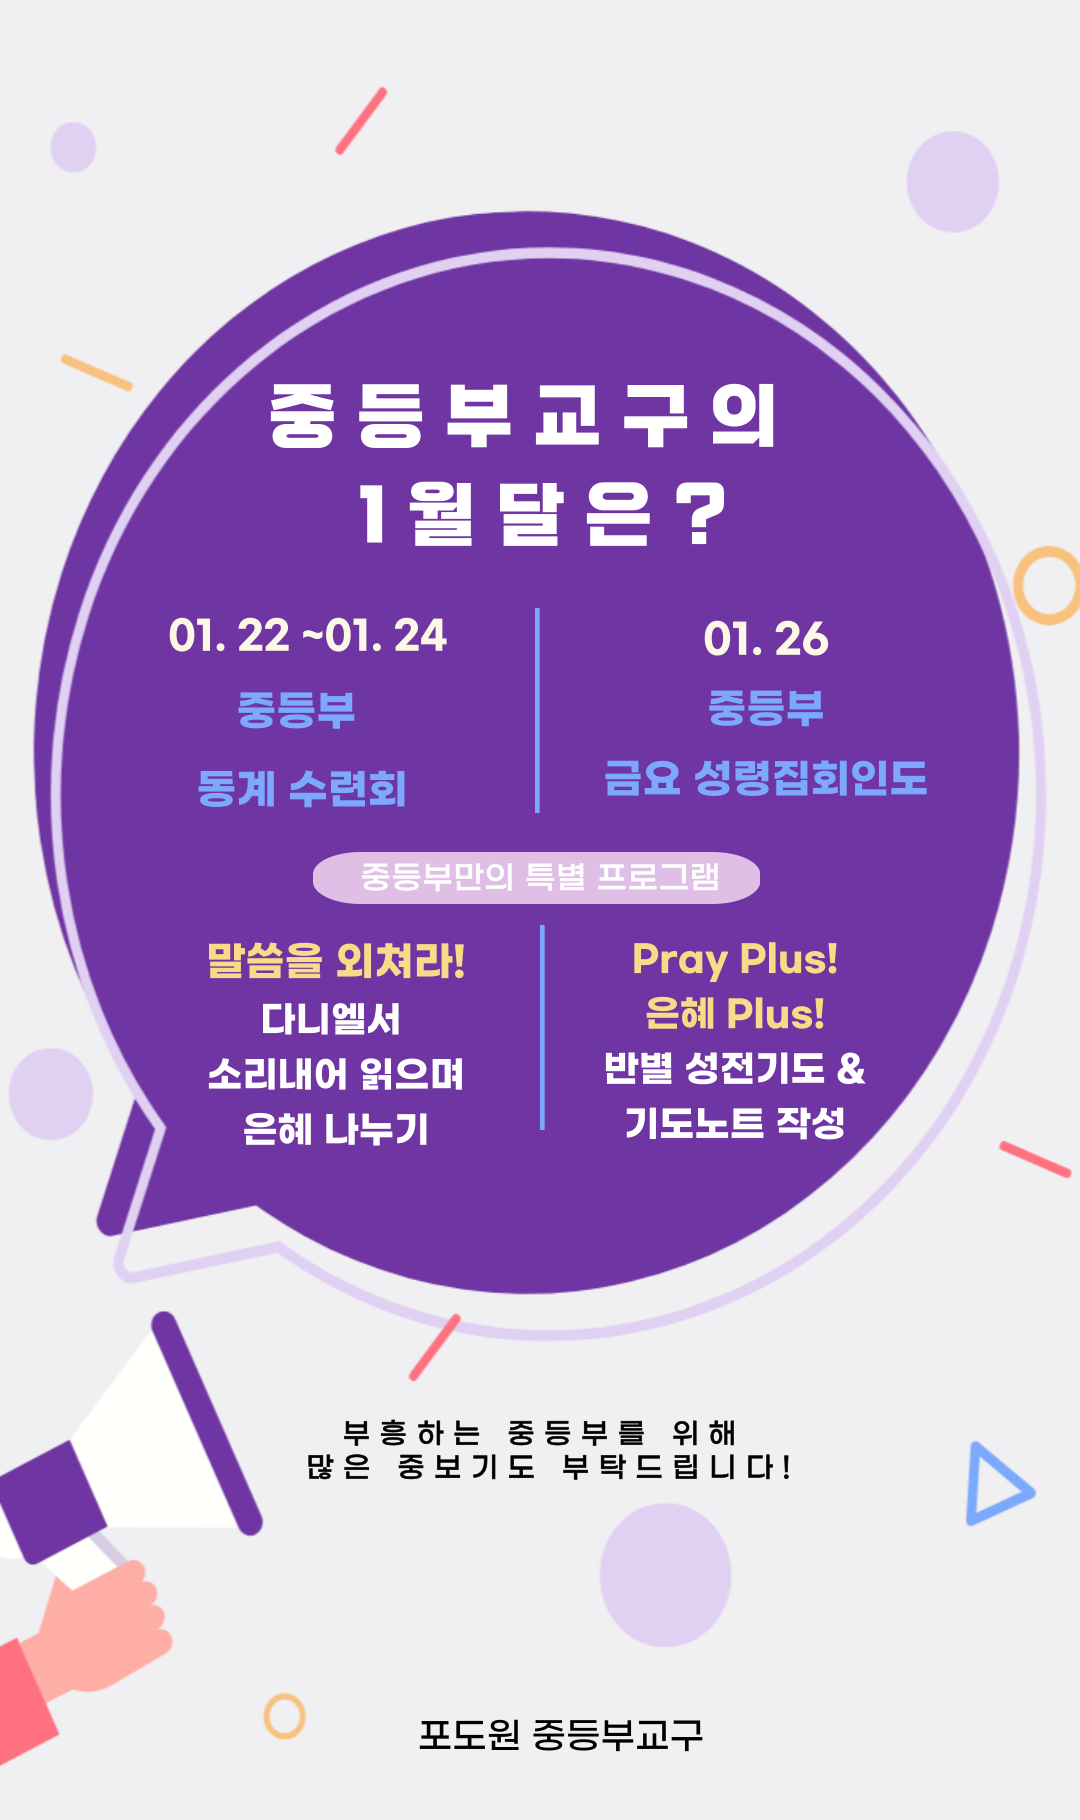 중등부교구의
1월달은?
01. 22 ~01. 24
중등부
동계 수련회
01. 26
중등부
금요 성령집회인도
중등부만의 특별 프로그램
말씀을 외쳐라!
다니엘서
소리내어 읽으며
은혜 나누기
Pray Plus!
은혜 Plus!
반별 성전기도 &
기도노트 작성
부흥하는 중등부를 위해
많은 중보기도 부탁드립니다!
포도원 중등부교구